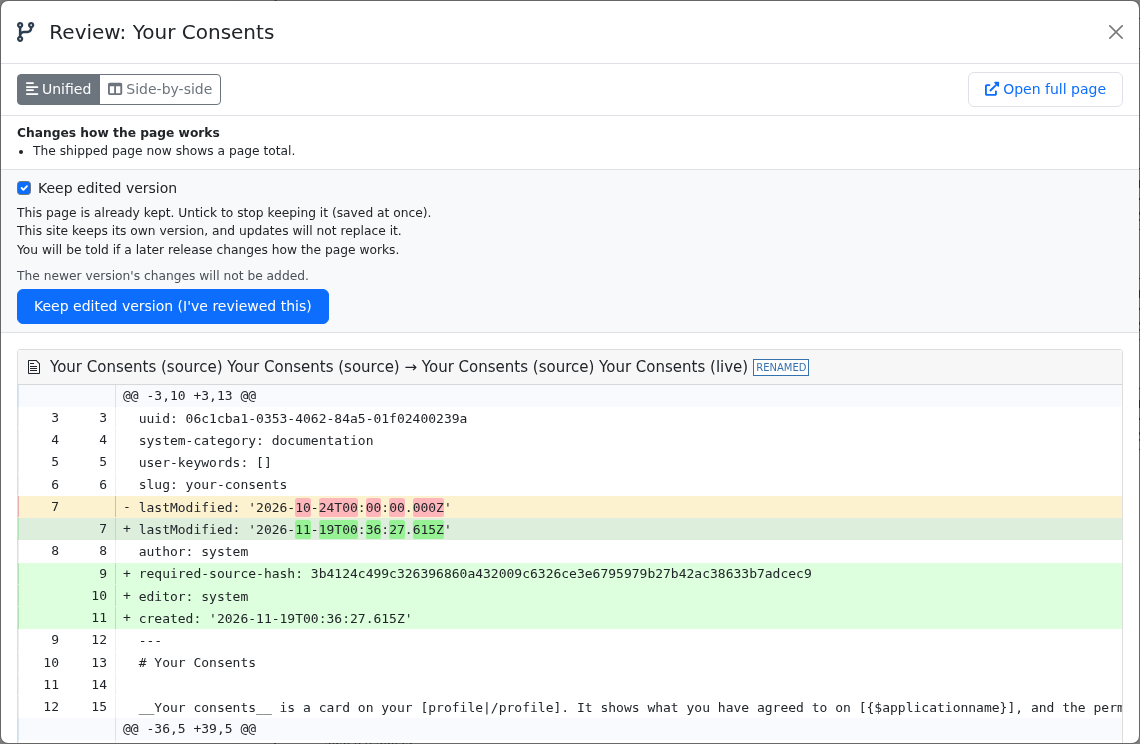 Review: Your Consents
Unified
Side-by-side
Open full page
Changes how the page works
• The shipped page now shows a page total.
Keep edited version
This page is already kept. Untick to stop keeping it (saved at once).
This site keeps its own version, and updates will not replace it.
You will be told if a later release changes how the page works.
The newer version's changes will not be added.
Keep edited version (I've reviewed this)
Your Consents (source) Your Consents (source) → Your Consents (source) Your Consents (live) RENAMED
@@ -3,10 +3,13 @@
3 3 uuid: 06c1cba1-0353-4062-84a5-01f02400239a
4 4 system-category: documentation
5 5 user-keywords: []
6 6 slug: your-consents
7 - lastModified: '2026-10-24T00:00:00.000Z'
7 + lastModified: '2026-11-19T00:36:27.615Z'
8 8 author: system
9 + required-source-hash: 3b4124c499c326396860a432009c6326ce3e6795979b27b42ac38633b7adcec9
10 + editor: system
11 + created: '2026-11-19T00:36:27.615Z'
9 12 ---
10 13 # Your Consents
11 14
12 15 __Your consents__ is a card on your [profile|/profile]. It shows what you have agreed to on [{$applicationname}], and the perm
@@ -36,5 +39,5 @@